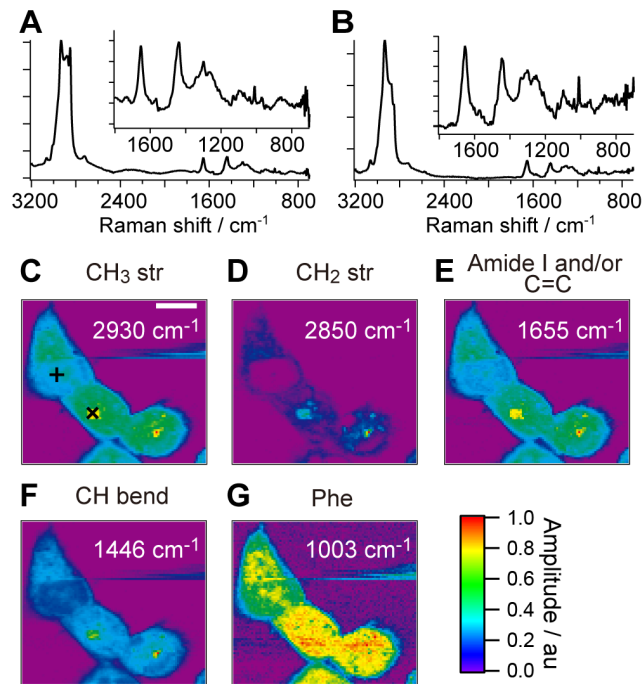 A
B
1600
1200
800
1600
1200
800
3200
2400
1600
800
3200
2400
1600
800
Raman shift / cm-1
Raman shift / cm-1
C
CH3 str
D
CH2 str
E
Amide I and/or
C=C
2930 cm-1
2850 cm-1
1655 cm-1
F
CH bend
G
Phe
1446 cm-1
1003 cm-1
1.0
0.8
0.6
0.4
0.2
0.0
Amplitude / au